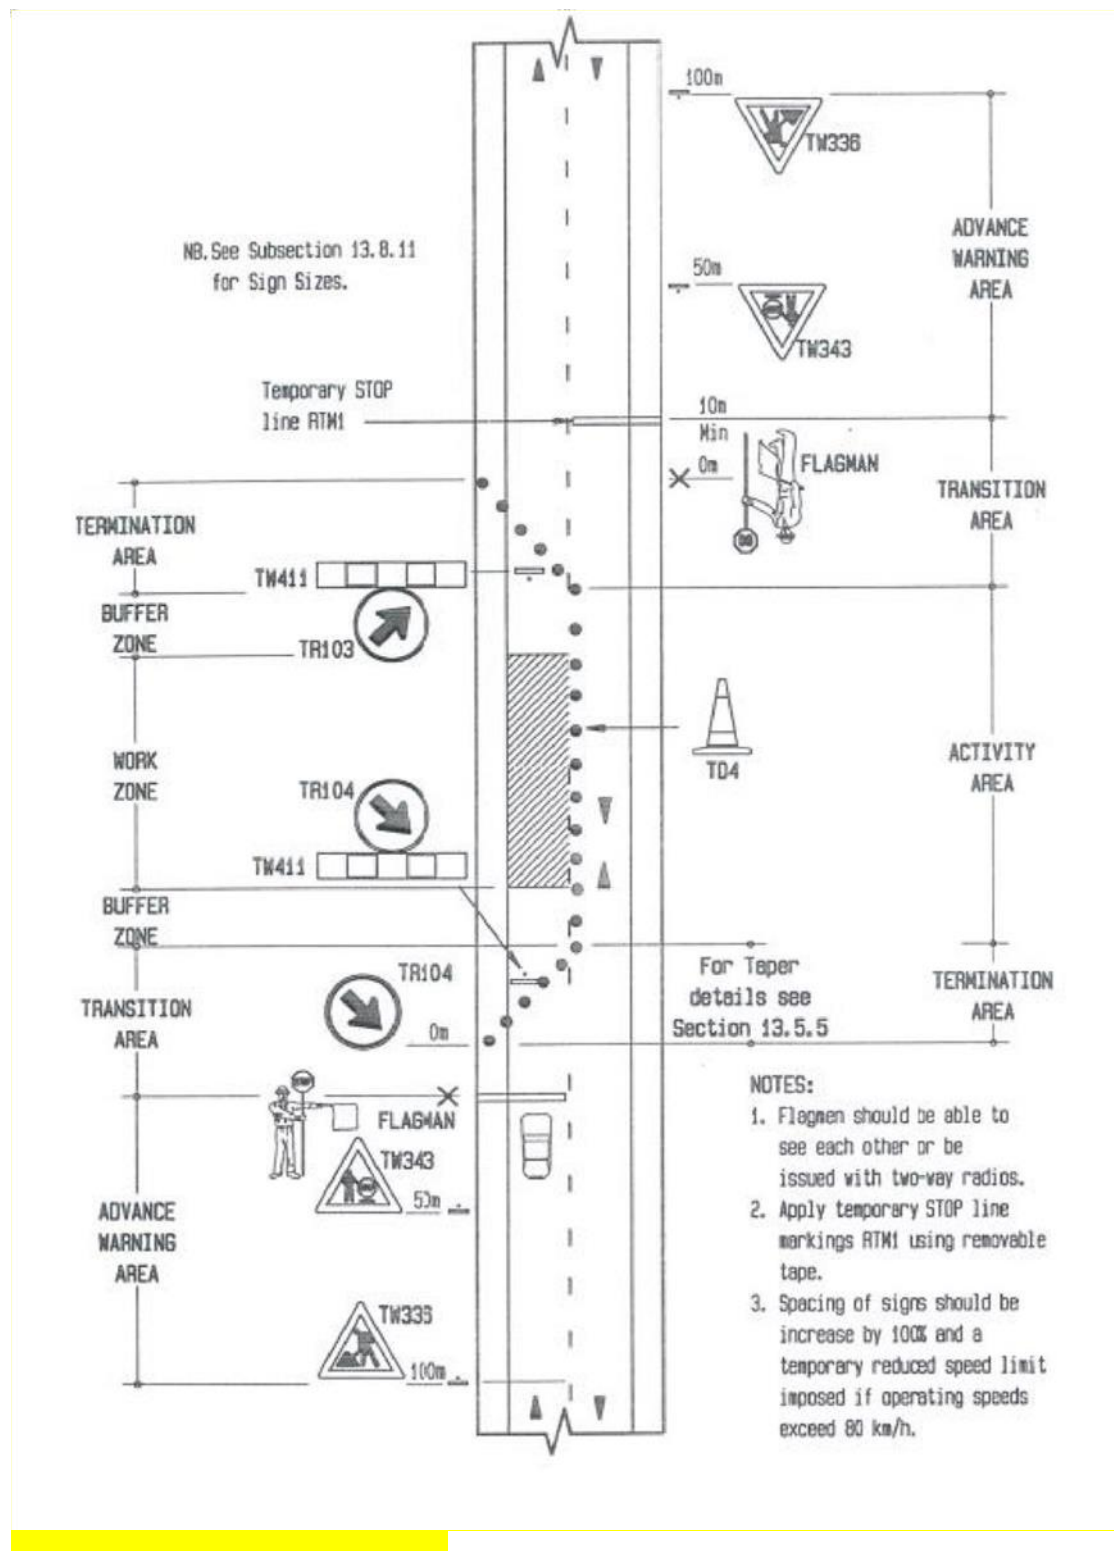 100m
TW336
ADVANCE
WARNING
AREA
NB.See Subsection 13.8.11
for Sign Sizes.
50m
TW343
Temporary STOP
line RTM1
10m
Min
0m
FLAGMAN
TRANSITION
AREA
TERMINATION
AREA
TW411
BUFFER
ZONE
TR103
WORK
ZONE
TR104
TW411
TD4
ACTIVITY
AREA
BUFFER
ZONE
TR104
For Taper
details see
Section 13.5.5
TERMINATION
AREA
TRANSITION
AREA
0m
FLAGMAN
TW343
50m
ADVANCE
WARNING
AREA
TW336
100m
NOTES:
1. Flagmen should be able to
see each other or be
issued with two-way radios.
2. Apply temporary STOP line
markings RTM1 using removable
tape.
3. Spacing of signs should be
increase by 100% and a
temporary reduced speed limit
imposed if operating speeds
exceed 80 km/h.